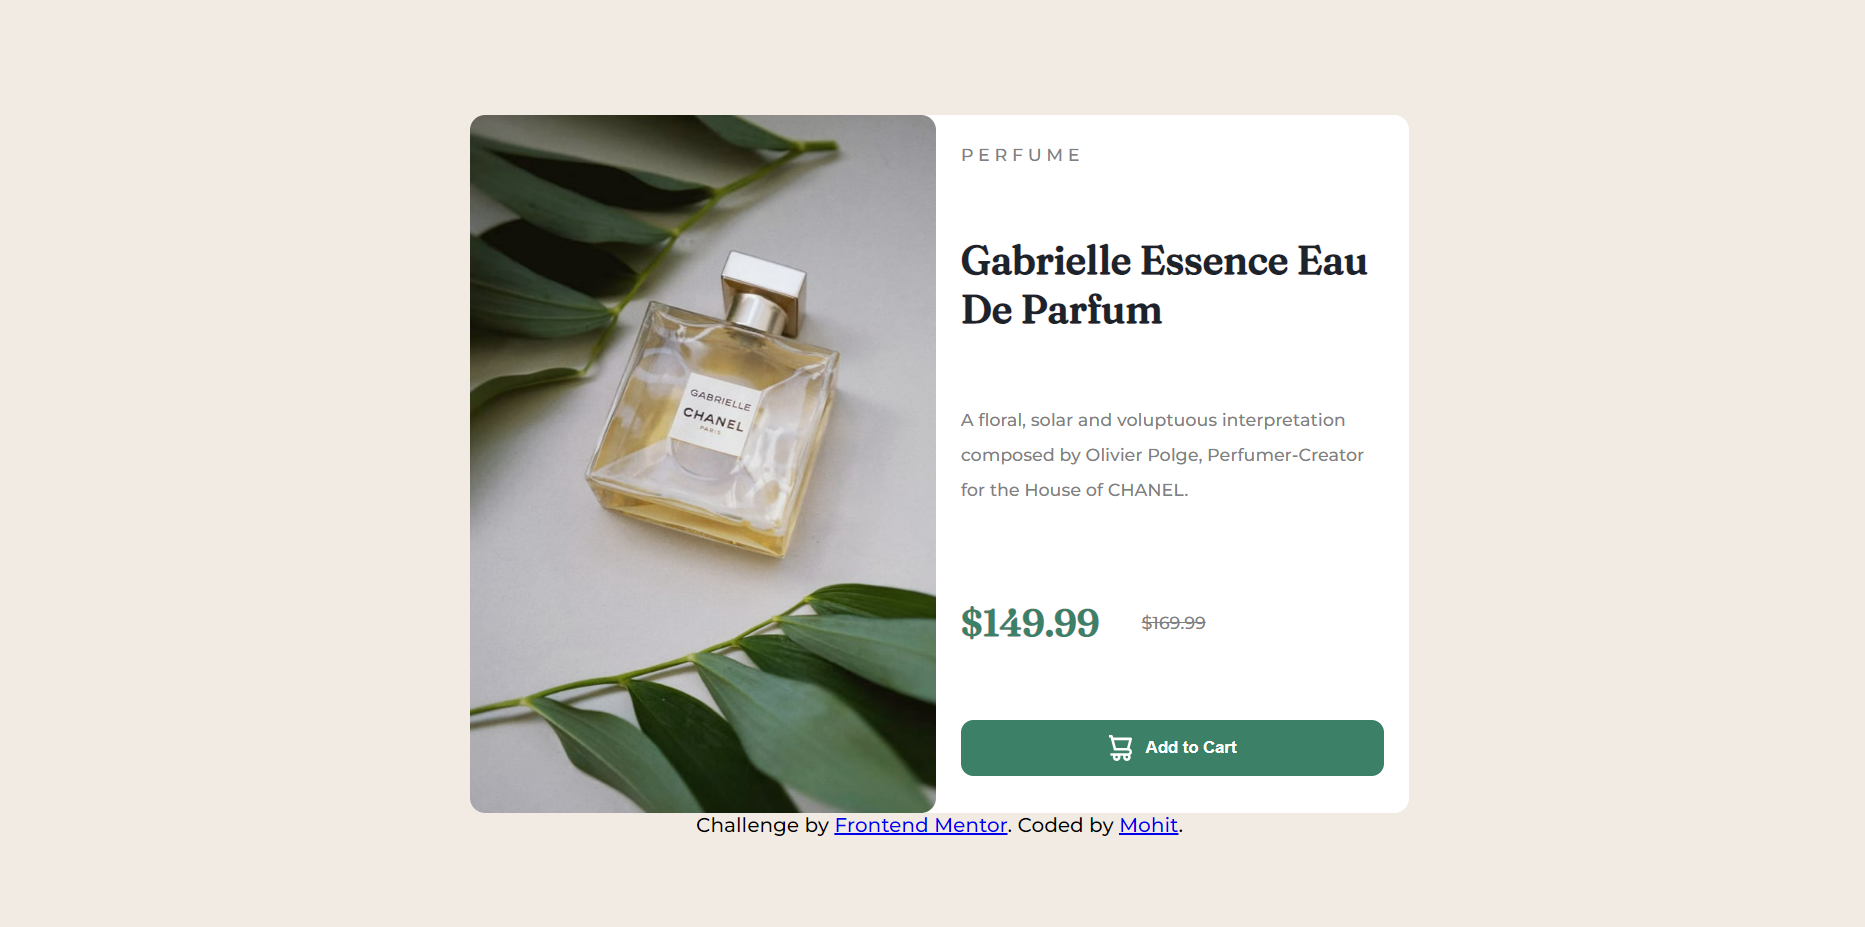 PERFUME
Gabrielle Essence Eau
De Parfum
GABRIELLE
CHANEL
PARIS
A floral, solar and voluptuous interpretation
composed by Olivier Polge, Perfumer-Creator
for the House of CHANEL.
$149.99 $169.99
Add to Cart
Challenge by Frontend Mentor. Coded by Mohit.